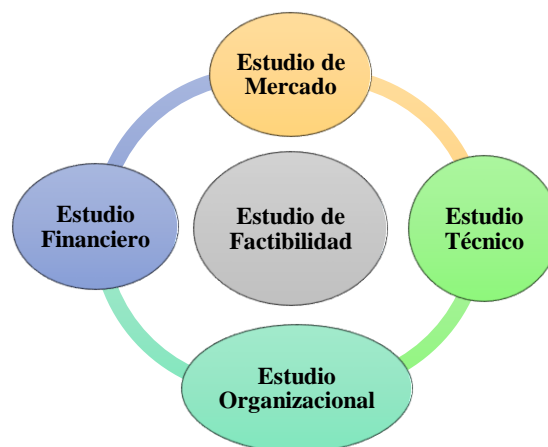 Estudio de
Mercado
Estudio
Financiero
Estudio de
Factibilidad
Estudio
Técnico
Estudio
Organizacional